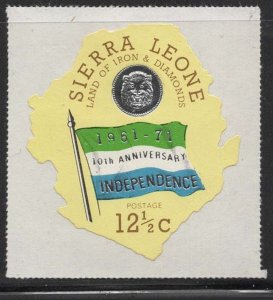 SIERRA LEONE
LAND OF IRON & DIAMONDS
1961-71
10th ANNIVERSARY
INDEPENDENCE
POSTAGE
12½c